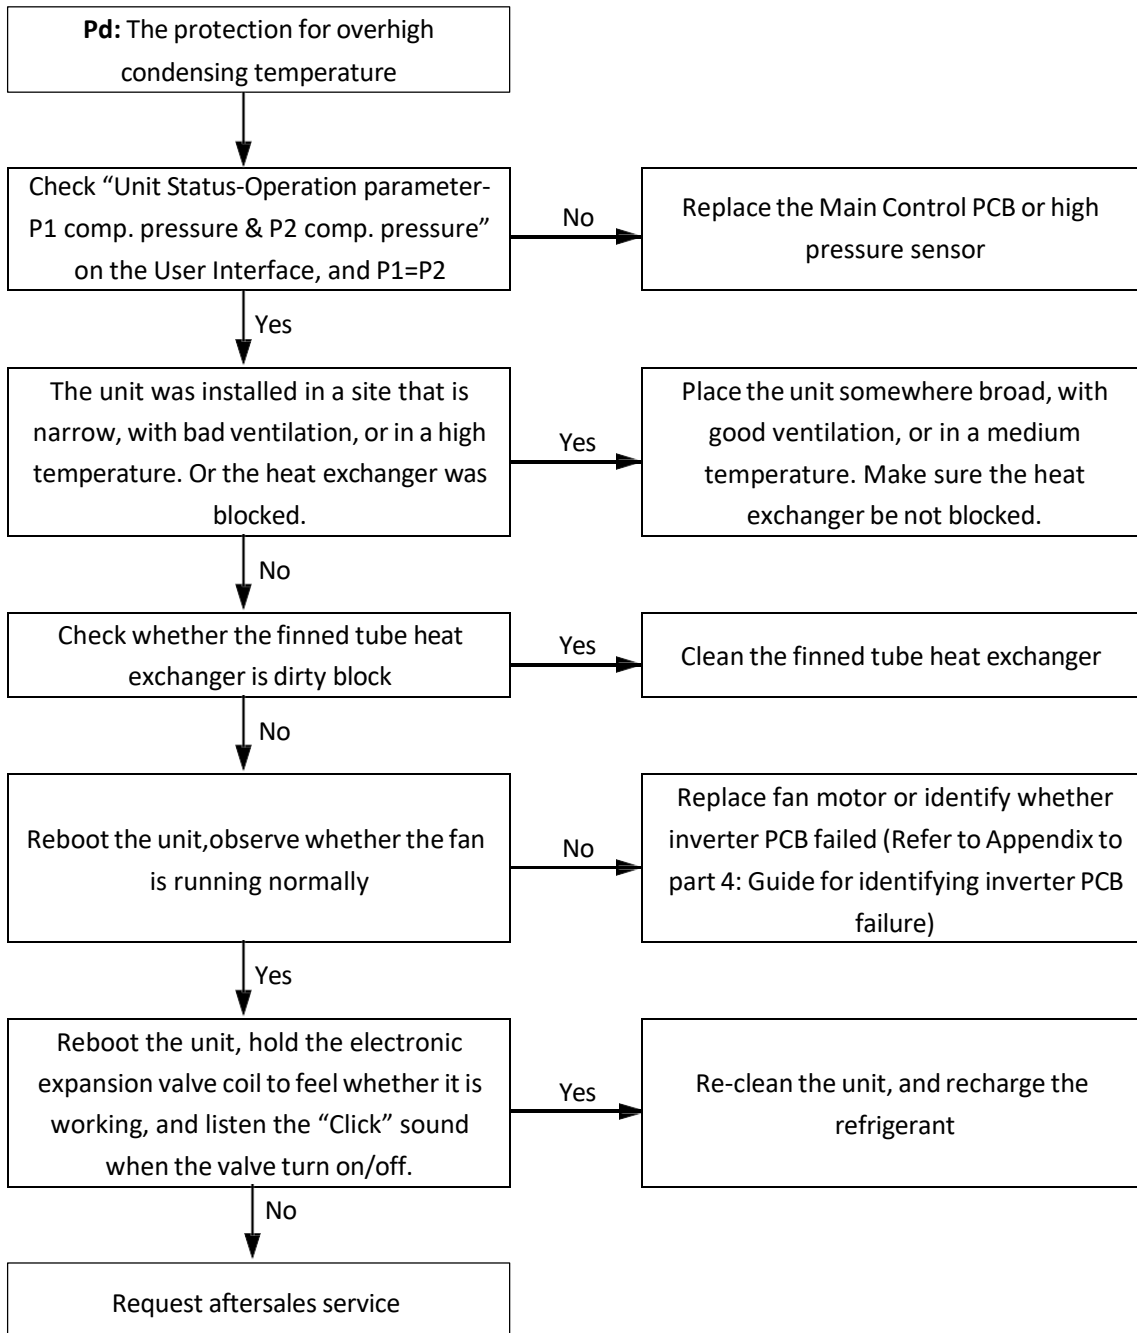 Pd: The protection for overhigh
condensing temperature
Check “Unit Status-Operation parameter-
P1 comp. pressure & P2 comp. pressure”
on the User Interface, and P1=P2
No
Replace the Main Control PCB or high
pressure sensor
Yes
The unit was installed in a site that is
narrow, with bad ventilation, or in a high
temperature. Or the heat exchanger was
blocked.
Yes
Place the unit somewhere broad, with
good ventilation, or in a medium
temperature. Make sure the heat
exchanger be not blocked.
No
Check whether the finned tube heat
exchanger is dirty block
Yes
Clean the finned tube heat exchanger
No
Reboot the unit,observe whether the fan
is running normally
No
Replace fan motor or identify whether
inverter PCB failed (Refer to Appendix to
part 4: Guide for identifying inverter PCB
failure)
Yes
Reboot the unit, hold the electronic
expansion valve coil to feel whether it is
working, and listen the “Click” sound
when the valve turn on/off.
Yes
Re-clean the unit, and recharge the
refrigerant
No
Request aftersales service